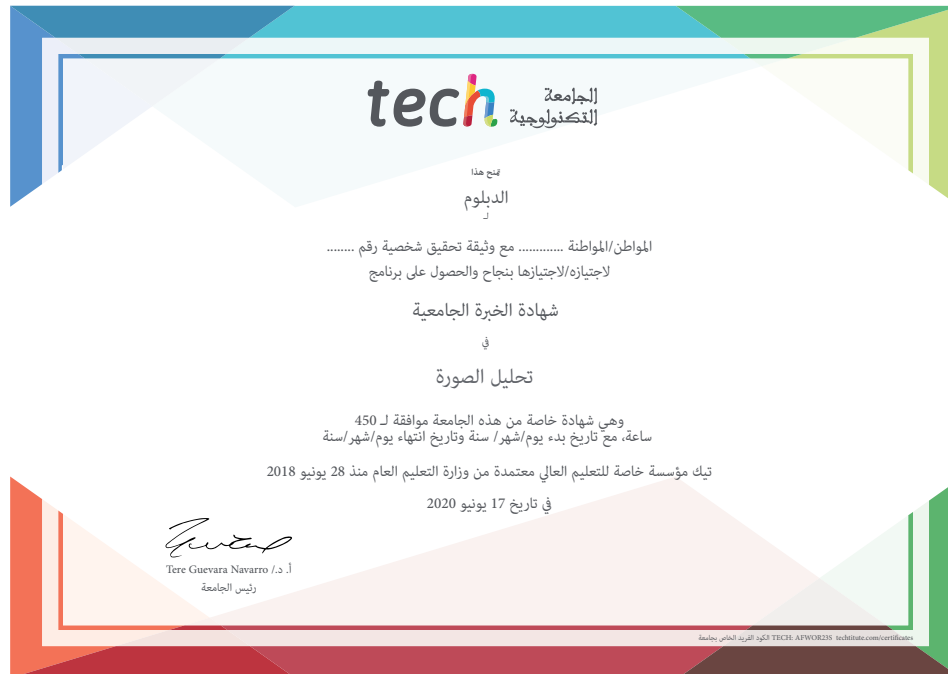 tech الجامعة
التكنولوجية
تمنح هذا
الدبلوم
لـ
المواطن/المواطنة ............. مع وثيقة تحقيق شخصية رقم ........
لاجتيازه/لاجتيازها بنجاح والحصول على برنامج
شهادة الخبرة الجامعية
في
تحليل الصورة
وهي شهادة خاصة من هذه الجامعة موافقة لـ 450
ساعة، مع تاريخ بدء يوم/شهر/ سنة وتاريخ انتهاء يوم/شهر/سنة
تيك مؤسسة خاصة للتعليم العالي معتمدة من وزارة التعليم العام منذ 28 يونيو 2018
في تاريخ 17 يونيو 2020
أ. د./ Tere Guevara Navarro
رئيس الجامعة
الكود الفريد الخاص بجامعة TECH: AFWOR23S techtitute.com/certificates